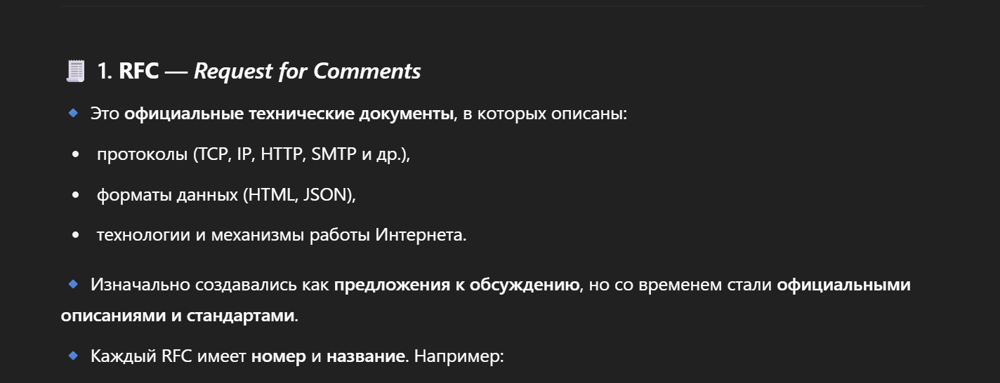 1. RFC — Request for Comments
Это официальные технические документы, в которых описаны:
• протоколы (TCP, IP, HTTP, SMTP и др.),
• форматы данных (HTML, JSON),
• технологии и механизмы работы Интернета.
Изначально создавались как предложения к обсуждению, но со временем стали официальными
описаниями и стандартами.
Каждый RFC имеет номер и название. Например: